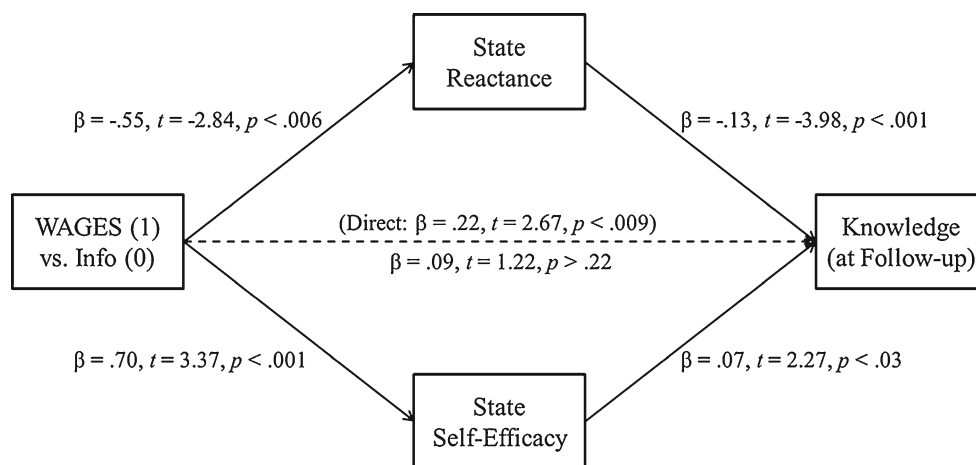 State
Reactance
β = -.55, t = -2.84, p < .006
β = -.13, t = -3.98, p < .001
WAGES (1)
vs. Info (0)
(Direct: β = .22, t = 2.67, p < .009)
β = .09, t = 1.22, p > .22
Knowledge
(at Follow-up)
β = .70, t = 3.37, p < .001
β = .07, t = 2.27, p < .03
State
Self-Efficacy